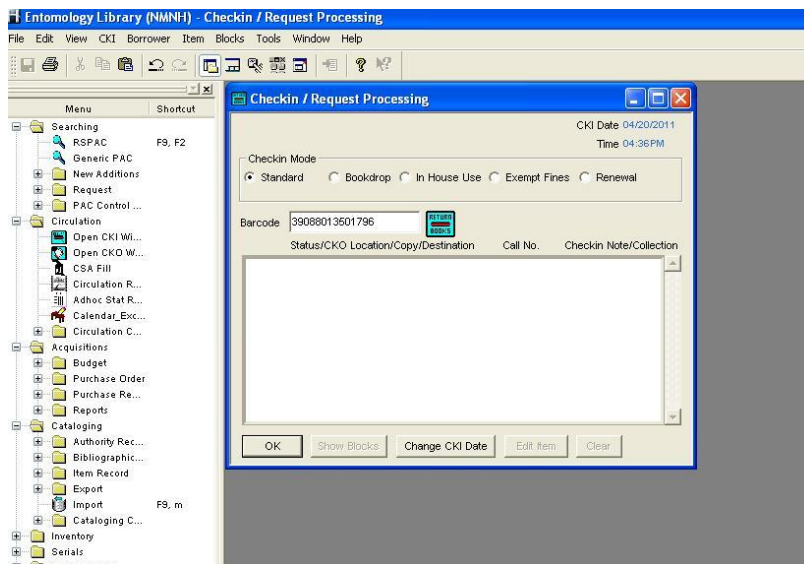 Entomology Library (NMNH) - Checkin / Request Processing
File Edit View CKI Borrower Item Blocks Tools Window Help
Menu Shortcut
Searching
RSPAC F9, F2
Generic PAC
New Additions
Request
PAC Control ...
Circulation
Open CKI Wi...
Open CKO W...
CSA Fill
Circulation R...
Adhoc Stat R...
Calendar_Exc...
Circulation C...
Acquisitions
Budget
Purchase Order
Purchase Re...
Reports
Cataloging
Authority Rec...
Bibliographic...
Item Record
Export
Import F9, m
Cataloging C...
Inventory
Serials
Checkin / Request Processing
CKI Date 04/20/2011
Time 04:36PM
Checkin Mode
Standard Bookdrop In House Use Exempt Fines Renewal
Barcode 39088013501796 RETURN BOOKS
Status/CKO Location/Copy/Destination Call No. Checkin Note/Collection
OK Show Blocks Change CKI Date Edit Item Clear